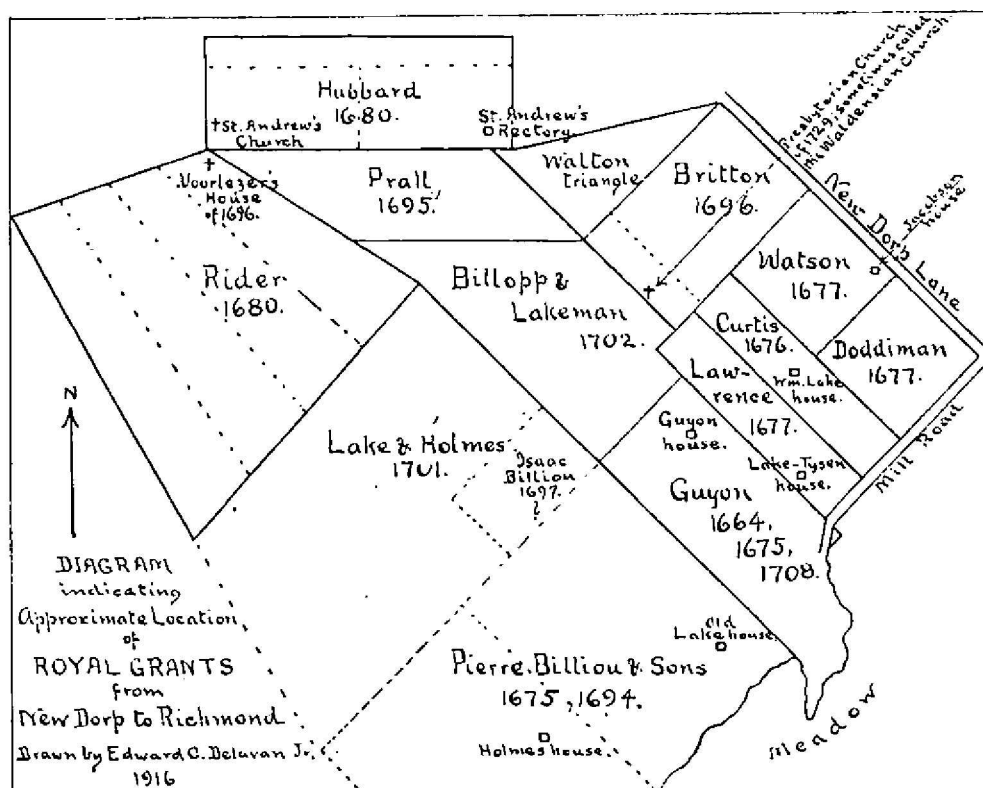 Hubbard
1680.
†St. Andrew's
Church
St. Andrew's
Rectory.
Presbyterian Church
of 1729, sometimes called
the Waldensian Church.
New Dorp Lane
Jacobson
house
Voorlezer's
House
of 1696.
Prall
1695.
Walton
triangle
Britton
1696.
Rider
1680.
Billopp &
Lakeman
1702.
Watson
1677.
Curtis
1676.
Wm. Lake
house.
Doddiman
1677.
Law-
rence
1677.
Guyon
house.
Lake-Tysen
house.
Mill Road
Lake & Holmes
1701.
Isaac
Billiou
1697.
?
Guyon
1664,
1675,
1708.
Old
Lake house.
Pierre Billiou & Sons
1675, 1694.
Holmes house.
Meadow
N
DIAGRAM
indicating
Approximate Location
of
ROYAL GRANTS
from
New Dorp to Richmond
Drawn by Edward C. Delavan Jr.
1916